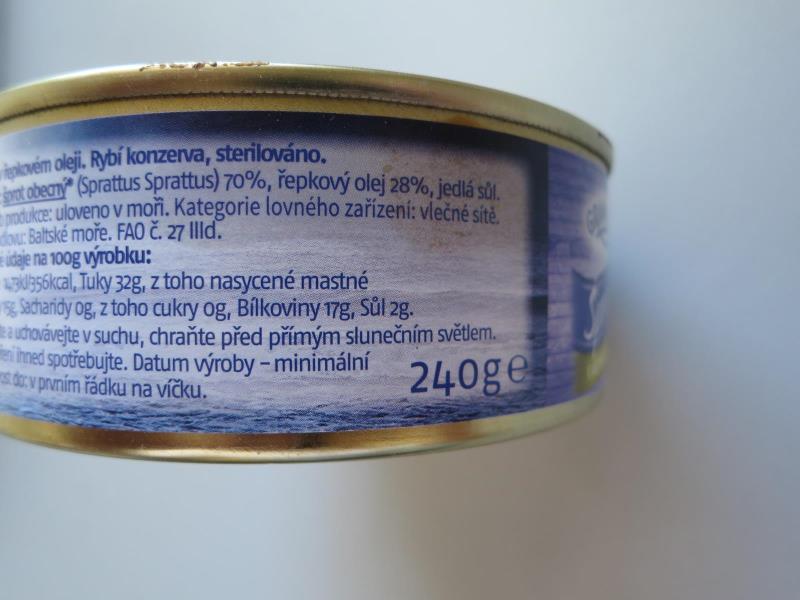 řepkovém oleji. Rybí konzerva, sterilováno.
Šprot obecný* (Sprattus Sprattus) 70%, řepkový olej 28%, jedlá sůl.
produkce: uloveno v moři. Kategorie lovného zařízení: vlečné sítě.
Baltské moře. FAO č. 27 IIId.
údaje na 100g výrobku:
1473kJ/356kcal, Tuky 32g, z toho nasycené mastné
Sacharidy 0g, z toho cukry 0g, Bílkoviny 17g, Sůl 2g.
a uchovávejte v suchu, chraňte před přímým slunečním světlem.
ihned spotřebujte. Datum výroby – minimální
do: v prvním řádku na víčku.
240g e